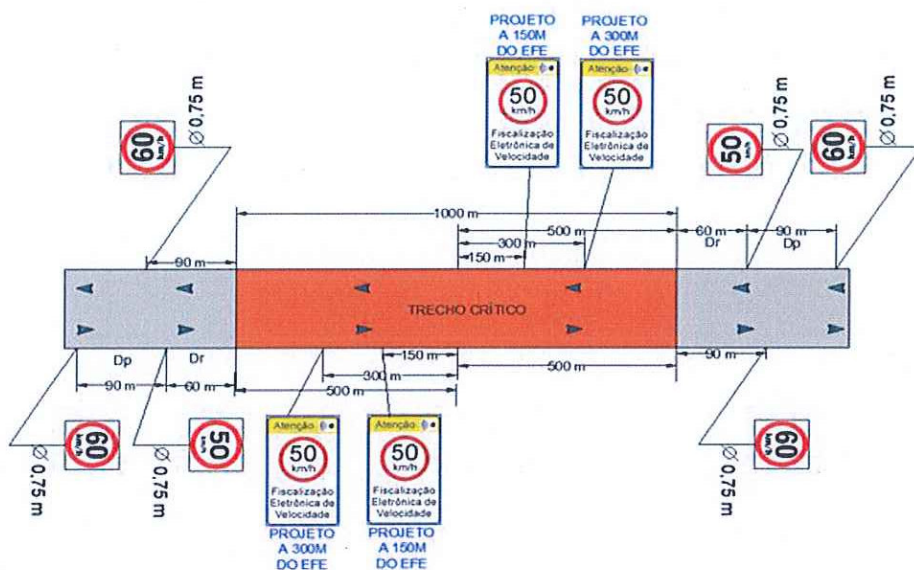 PROJETO
A 150M
DO EFE
PROJETO
A 300M
DO EFE
Atenção
50
km/h
Fiscalização
Eletrônica de
Velocidade
Atenção
50
km/h
Fiscalização
Eletrônica de
Velocidade
60
km/h
Ø 0,75 m
50
km/h
Ø 0,75 m
60
km/h
Ø 0,75 m
1000 m
500 m
60 m
90 m
300 m
Dr
Dp
150 m
90 m
TRECHO CRÍTICO
Dp
Dr
150 m
90 m
60 m
300 m
500 m
500 m
90 m
60
km/h
Ø 0,75 m
50
km/h
Ø 0,75 m
Atenção
50
km/h
Fiscalização
Eletrônica de
Velocidade
PROJETO
A 300M
DO EFE
Atenção
50
km/h
Fiscalização
Eletrônica de
Velocidade
PROJETO
A 150M
DO EFE
60
km/h
Ø 0,75 m